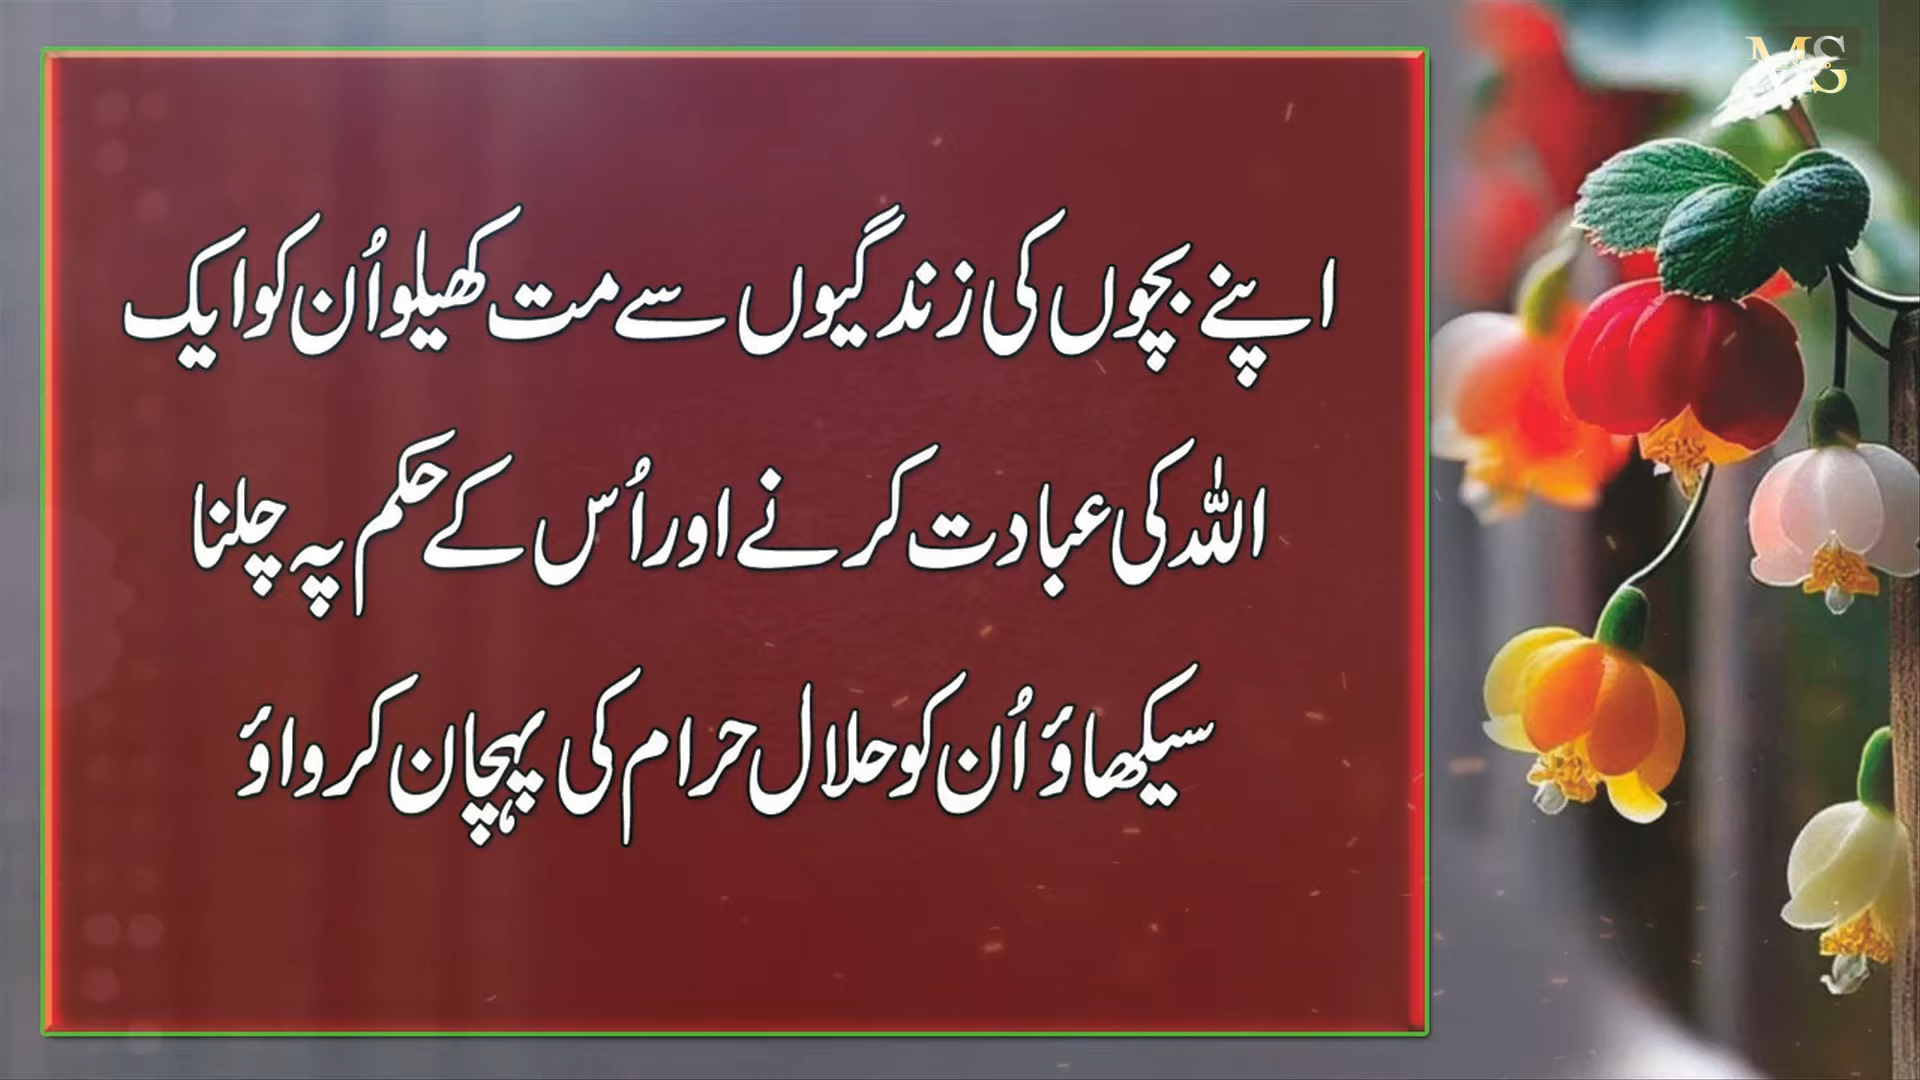 MS
اپنے بچوں کی زندگیوں سے مت کھیلو اُن کو ایک
اللہ کی عبادت کرنے اور اُس کے حکم پہ چلنا
سیکھاؤ اُن کو حلال حرام کی پہچان کرواؤ